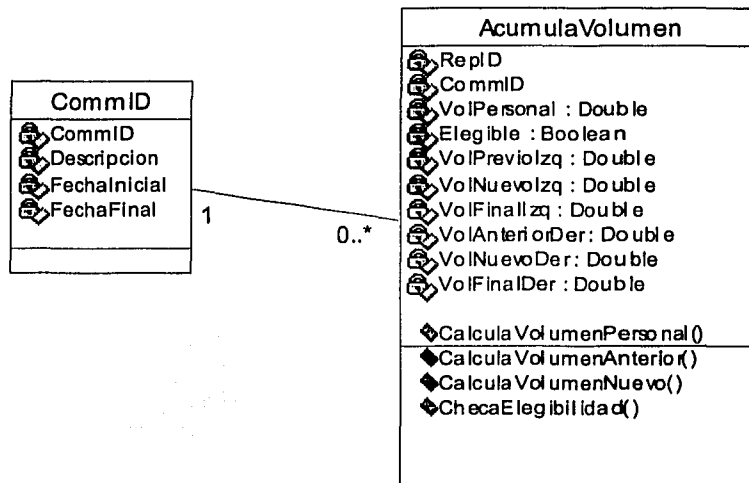 CommID
CommID
Descripcion
FechaInicial
FechaFinal
1
0..*
AcumulaVolumen
RepID
CommID
VolPersonal : Double
Elegible : Boolean
VolPrevioIzq : Double
VolNuevoIzq : Double
VolFinalIzq : Double
VolAnteriorDer : Double
VolNuevoDer : Double
VolFinalDer : Double
CalculaVolumenPersonal()
CalculaVolumenAnterior()
CalculaVolumenNuevo()
ChecaElegibilidad()